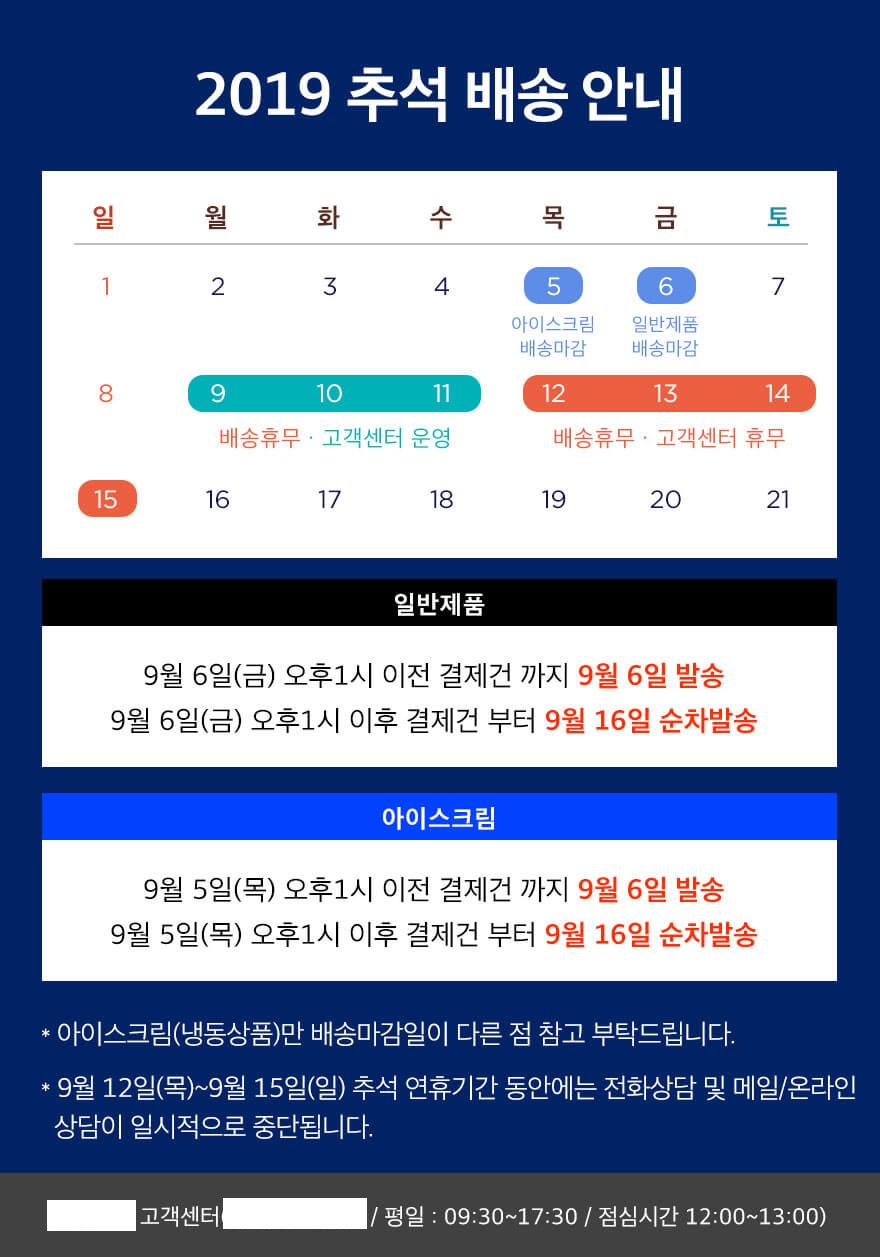 2019 추석 배송 안내
일 월 화 수 목 금 토
1 2 3 4 5 6 7
아이스크림 일반제품
배송마감 배송마감
8 9 10 11 12 13 14
배송휴무 · 고객센터 운영 배송휴무 · 고객센터 휴무
15 16 17 18 19 20 21
일반제품
9월 6일(금) 오후1시 이전 결제건 까지 9월 6일 발송
9월 6일(금) 오후1시 이후 결제건 부터 9월 16일 순차발송
아이스크림
9월 5일(목) 오후1시 이전 결제건 까지 9월 6일 발송
9월 5일(목) 오후1시 이후 결제건 부터 9월 16일 순차발송
* 아이스크림(냉동상품)만 배송마감일이 다른 점 참고 부탁드립니다.
* 9월 12일(목)~9월 15일(일) 추석 연휴기간 동안에는 전화상담 및 메일/온라인
상담이 일시적으로 중단됩니다.
고객센터( / 평일 : 09:30~17:30 / 점심시간 12:00~13:00)